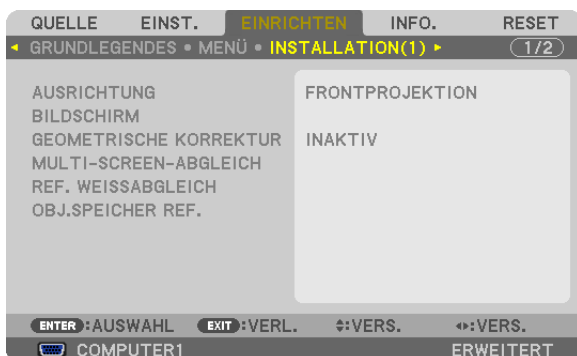 QUELLE EINST. EINRICHTEN INFO. RESET
GRUNDLEGENDES • MENÜ • INSTALLATION(1) 1/2
AUSRICHTUNG FRONTPROJEKTION
BILDSCHIRM
GEOMETRISCHE KORREKTUR INAKTIV
MULTI-SCREEN-ABGLEICH
REF. WEISSABGLEICH
OBJ.SPEICHER REF.
ENTER:AUSWAHL EXIT:VERL. :VERS. :VERS.
COMPUTER1 ERWEITERT